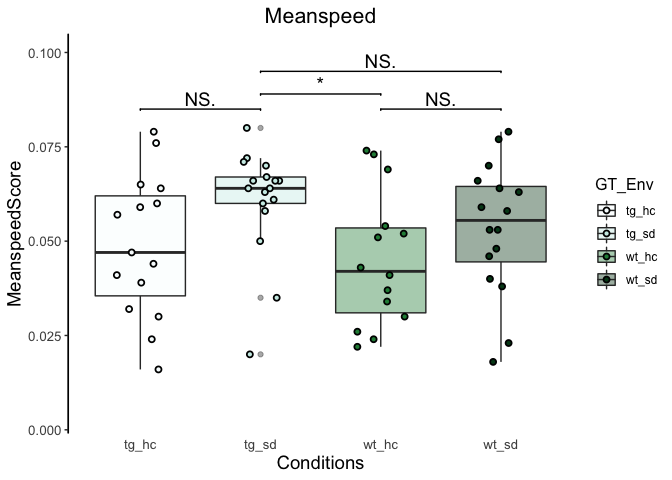 Meanspeed
0.100
0.075
0.050
0.025
0.000
MeanspeedScore
NS.
*
NS.
NS.
tg_hc
tg_sd
wt_hc
wt_sd
Conditions
GT_Env
tg_hc
tg_sd
wt_hc
wt_sd